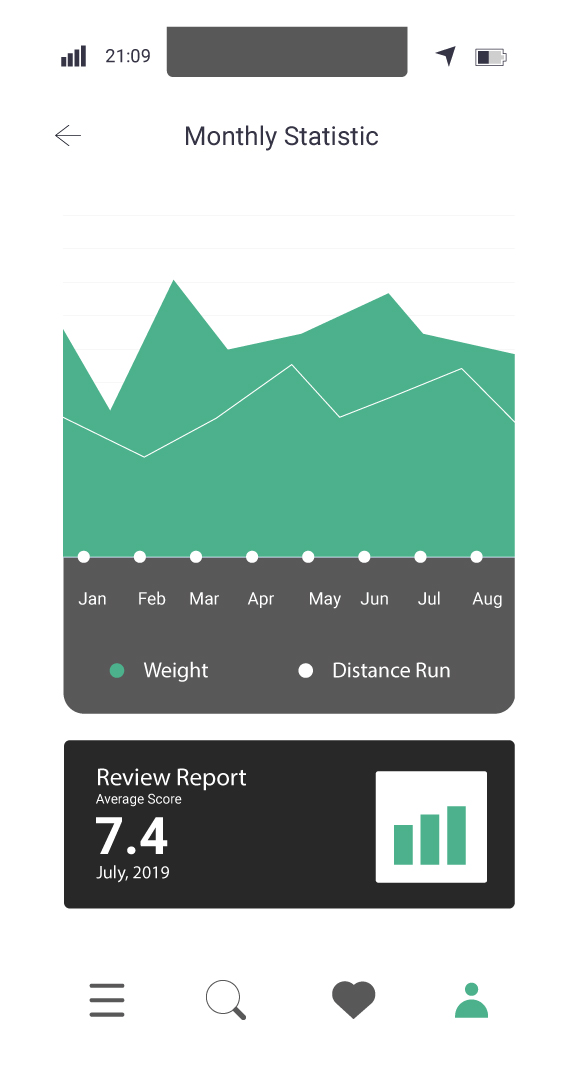 21:09
Monthly Statistic
Jan Feb Mar Apr May Jun Jul Aug
Weight Distance Run
Review Report
Average Score
7.4
July, 2019